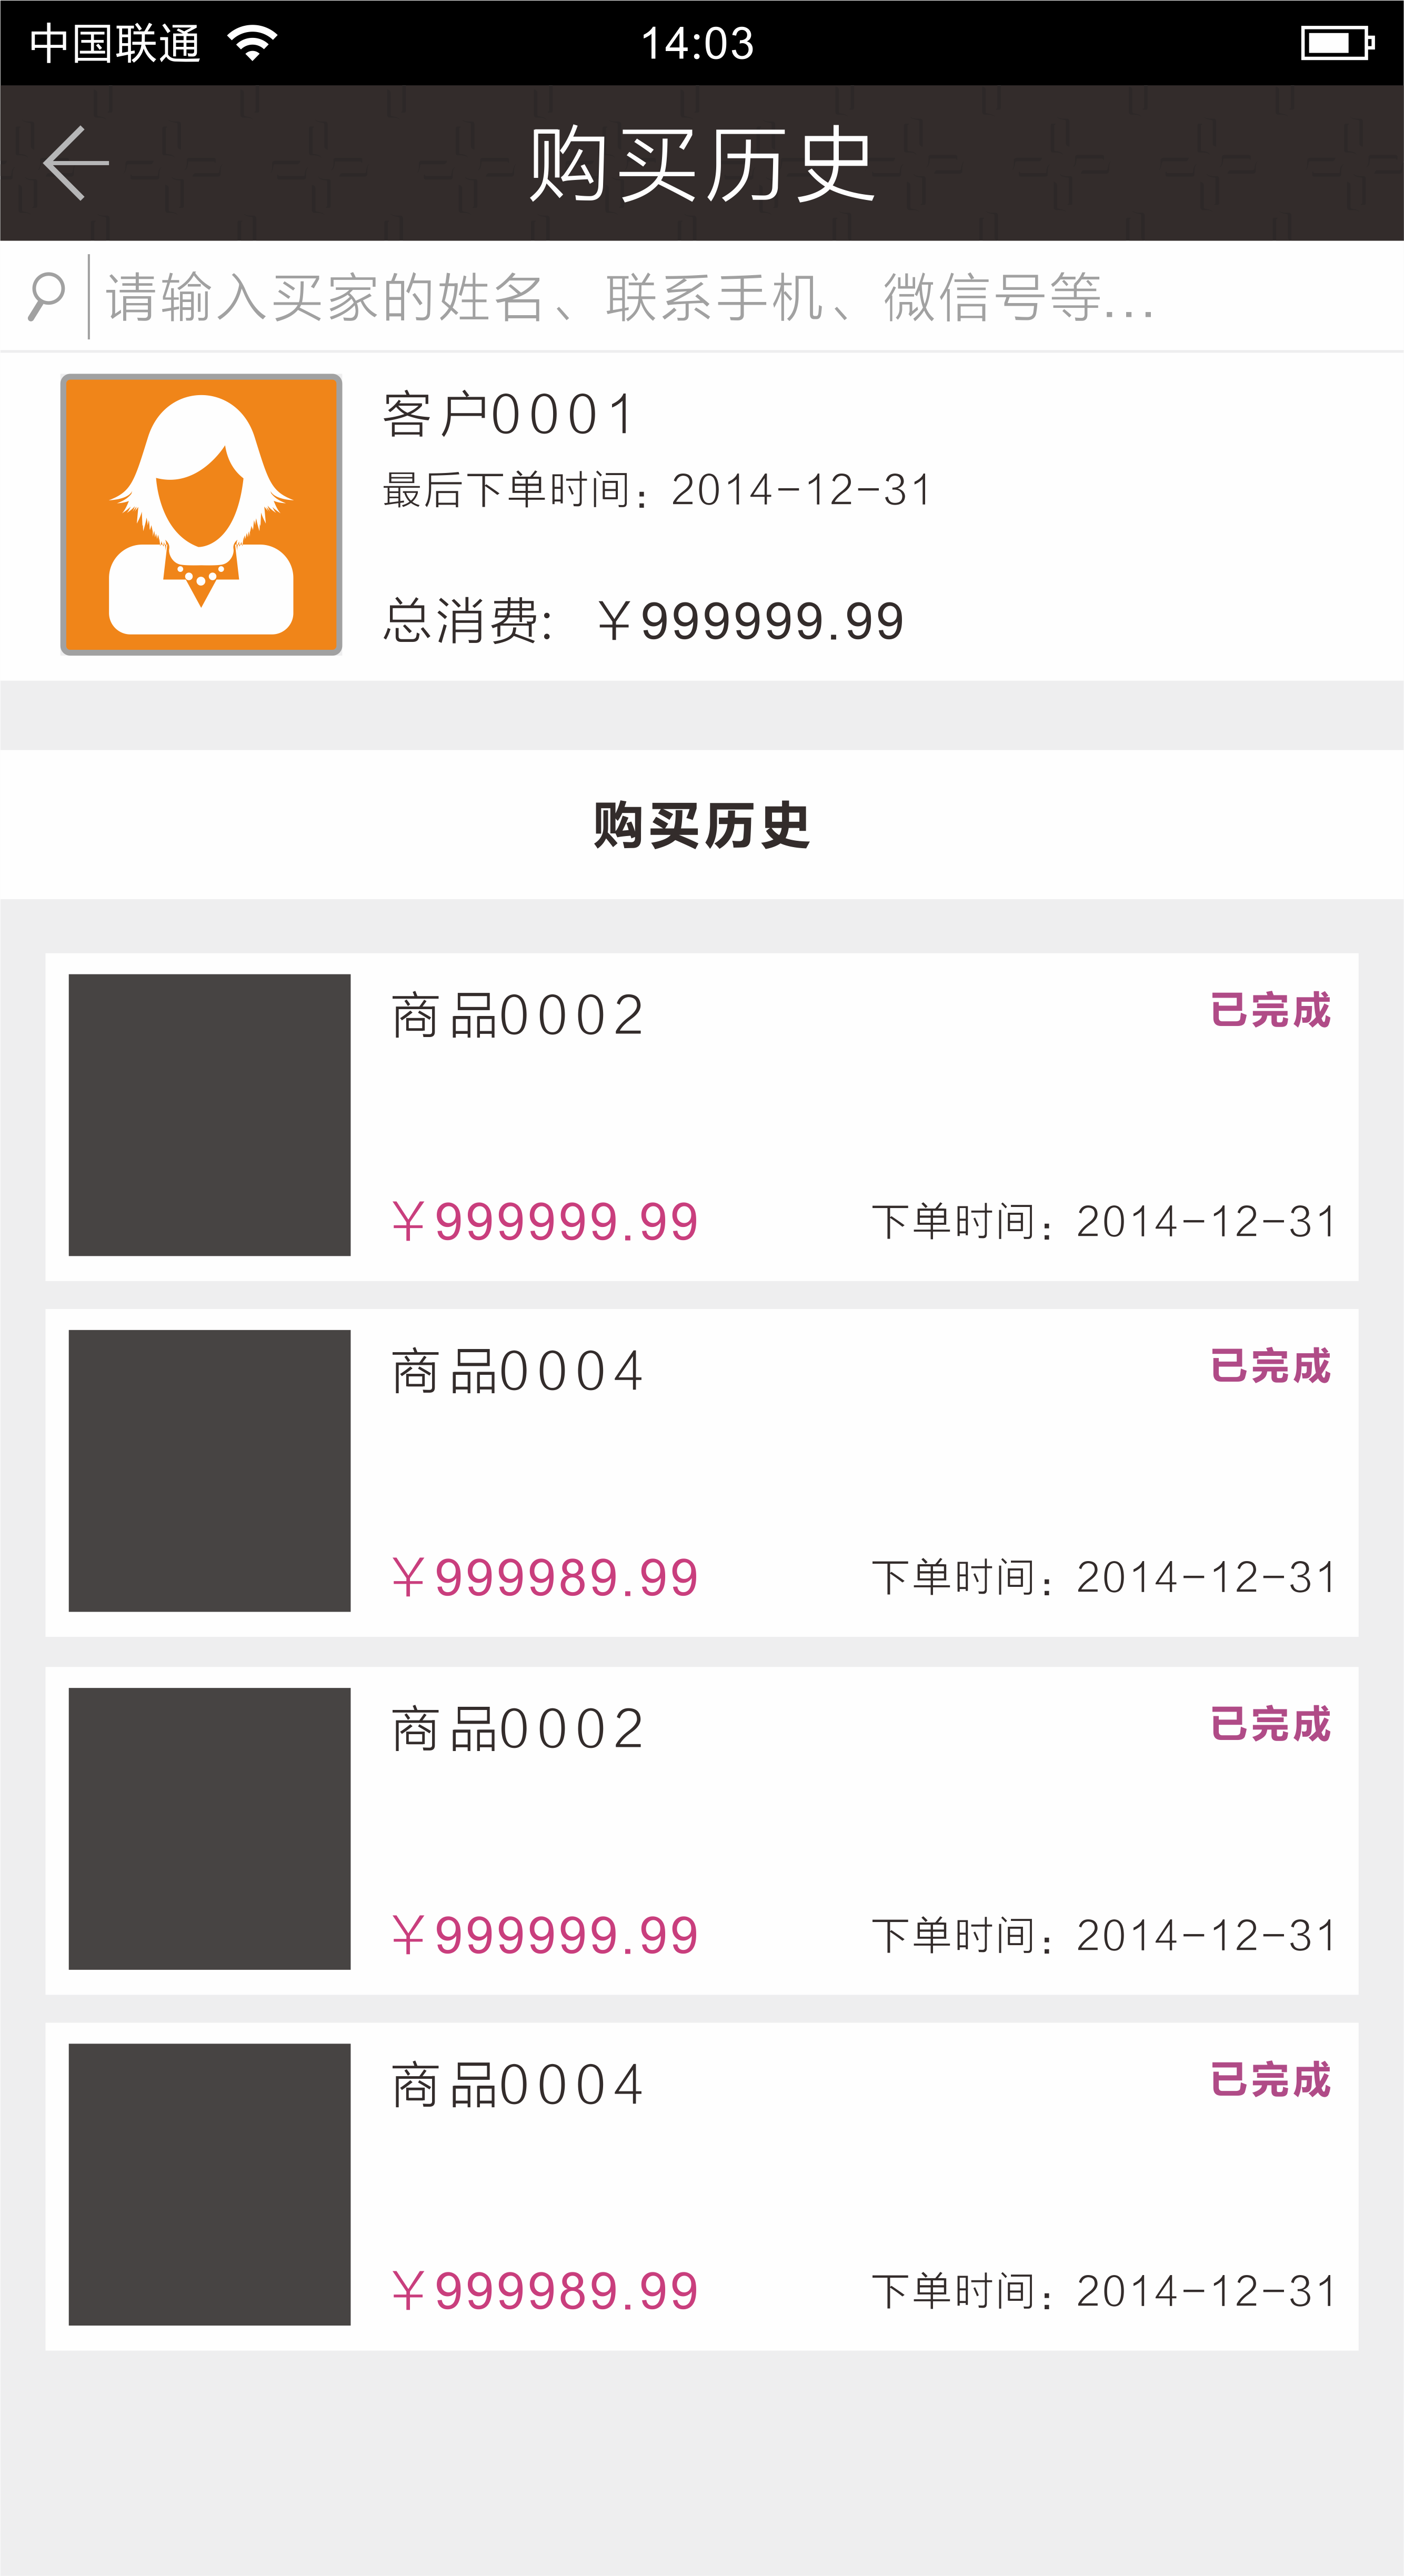 中国联通 14:03
购买历史
请输入买家的姓名、联系手机、微信号等...
客户0001
最后下单时间：2014-12-31
总消费: ￥999999.99
购买历史
商品0002 已完成
￥999999.99 下单时间：2014-12-31
商品0004 已完成
￥999989.99 下单时间：2014-12-31
商品0002 已完成
￥999999.99 下单时间：2014-12-31
商品0004 已完成
￥999989.99 下单时间：2014-12-31